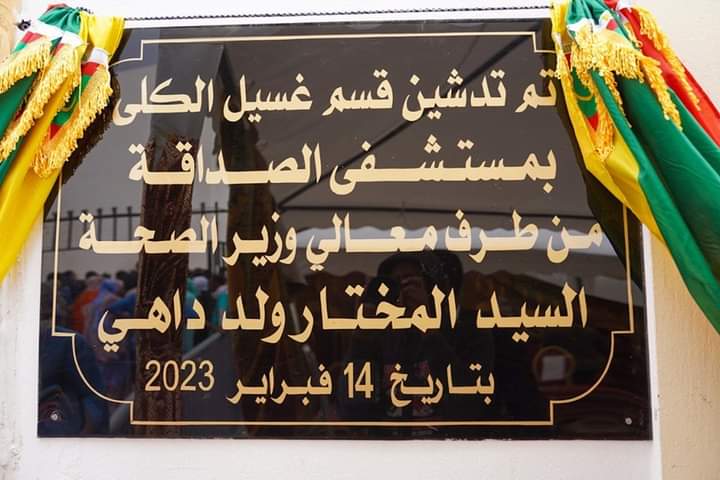 تم تدشين قسم غسيل الكلى
بمستشفى الصداقة
من طرف معالي وزير الصحة
السيد المختار ولد داهي
بتاريخ 14 فبراير 2023